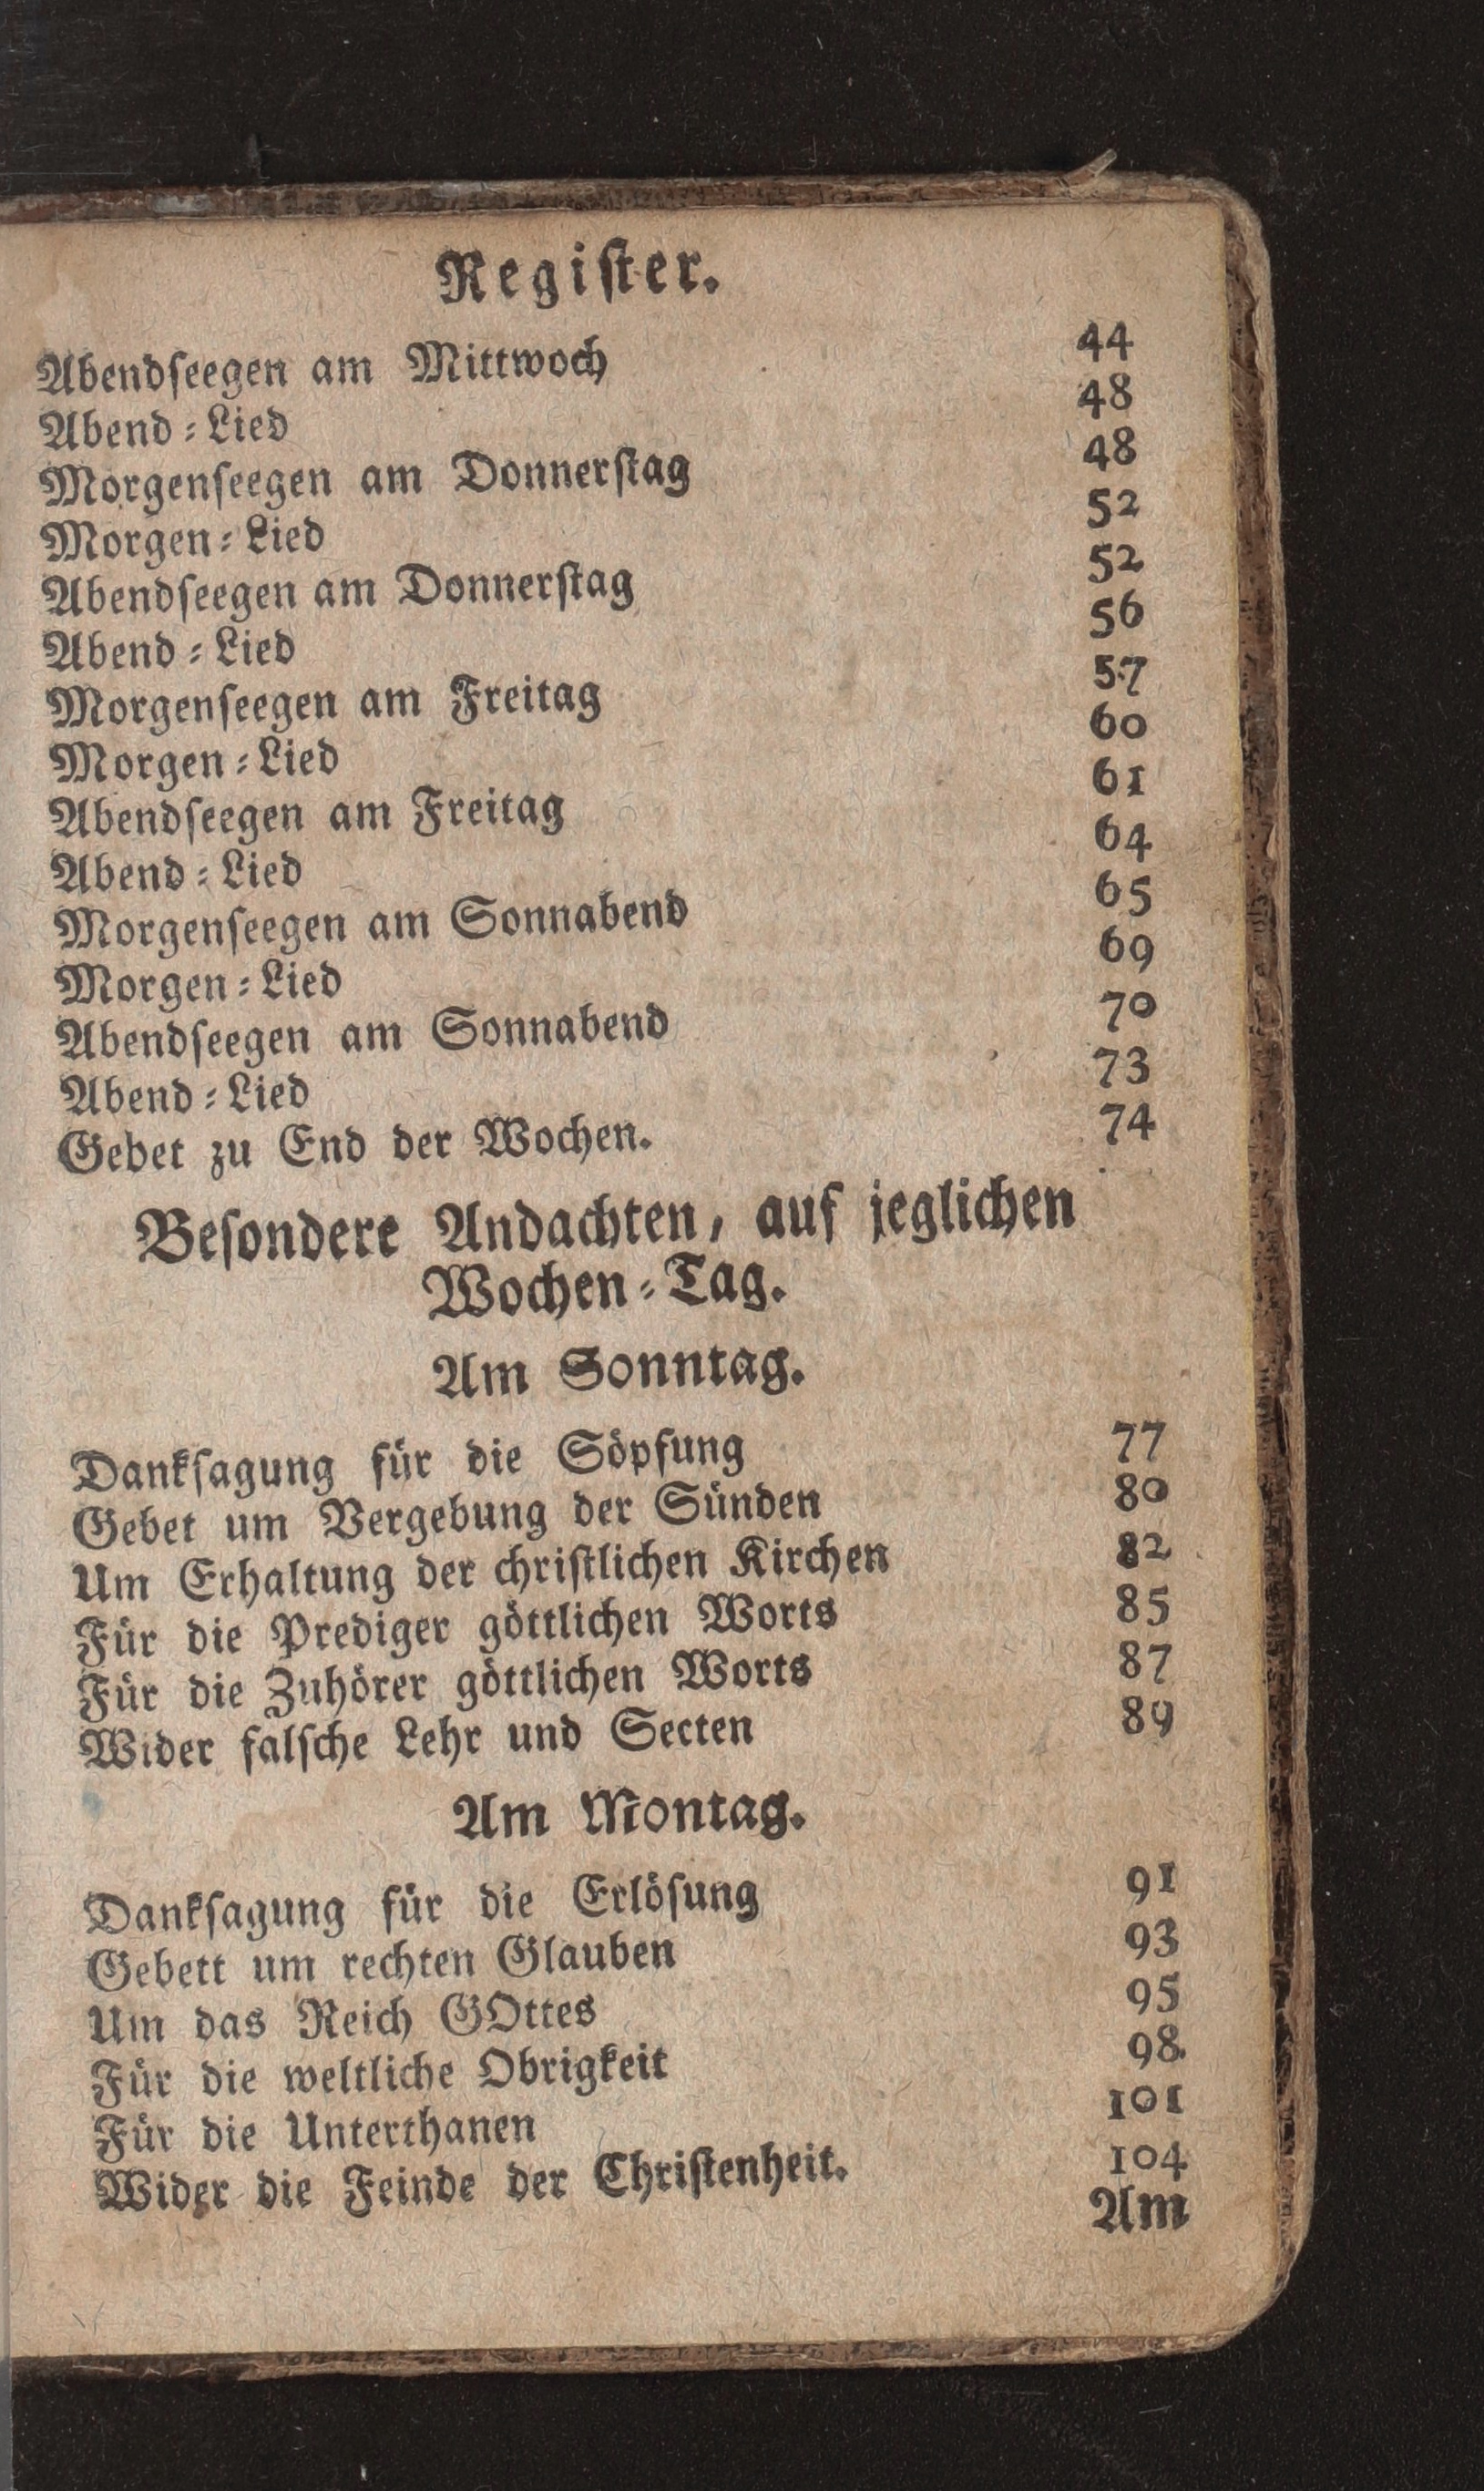 Regiſter.
Abendſeegen am Mittwoch 44
Abend⸗Lied 48
Morgenſeegen am Donnerſtag 48
Morgen⸗Lied 52
Abendſeegen am Donnerſtag 52
Abend⸗Lied 56
Morgenſeegen am Freitag 57
Morgen⸗Lied 60
Abendſeegen am Freitag 61
Abend⸗Lied 64
Morgenſeegen am Sonnabend 65
Morgen⸗Lied 69
Abendſeegen am Sonnabend 70
Abend⸗Lied 73
Gebet zu End der Wochen. 74
Beſondere Andachten, auf jeglichen
Wochen⸗Tag.
Am Sonntag.
Dankſagung für die Söpfung 77
Gebet um Vergebung der Sünden 80
Um Erhaltung der chriſtlichen Kirchen 82
Für die Prediger göttlichen Worts 85
Für die Zuhörer göttlichen Worts 87
Wider falſche Lehr und Secten 89
Am Montag.
Dankſagung für die Erlöſung 91
Gebett um rechten Glauben 93
Um das Reich GOttes 95
Für die weltliche Obrigkeit 98
Für die Unterthanen 101
Wider die Feinde der Chriſtenheit. 104
Am